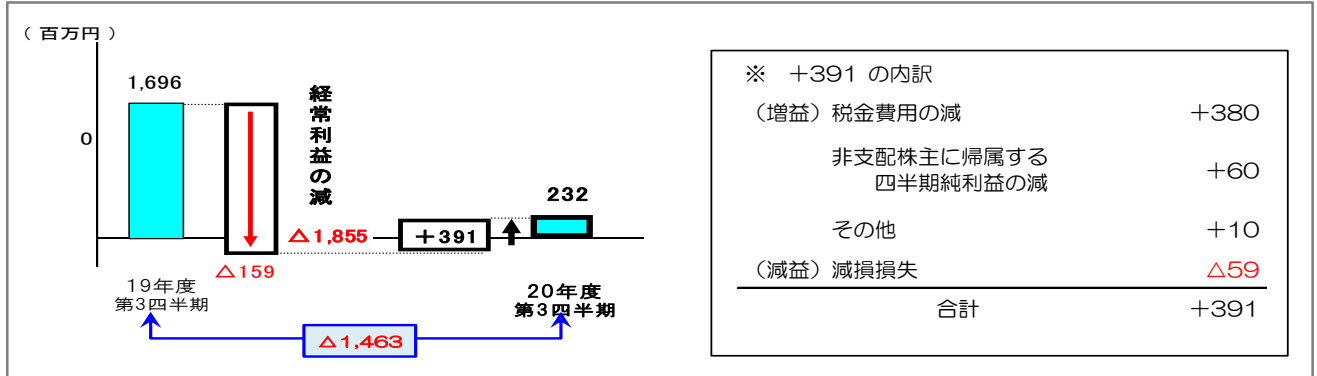 （ 百万円 ）
1,696
0
経常利益の減
△1,855
△159
＋391
232
19年度
第3四半期
20年度
第3四半期
△1,463
※　＋391 の内訳
（増益）税金費用の減　＋380
非支配株主に帰属する
四半期純利益の減　＋60
その他　＋10
（減益）減損損失　△59
合計　＋391